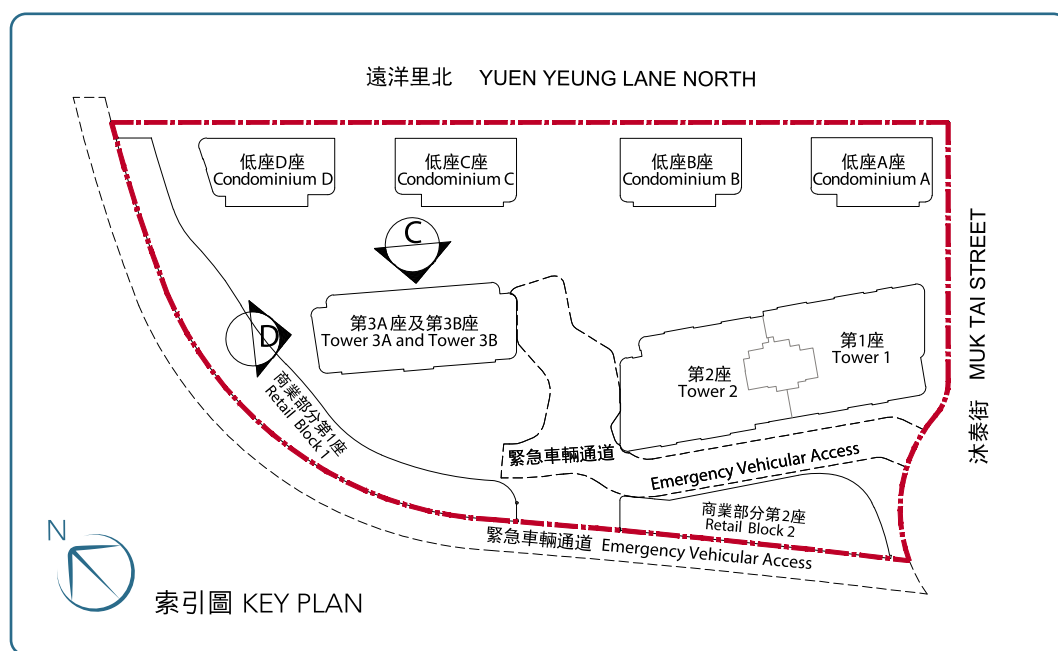 遠洋里北 YUEN YEUNG LANE NORTH
低座D座
Condominium D
低座C座
Condominium C
低座B座
Condominium B
低座A座
Condominium A
沐泰街 MUK TAI STREET
C
D
第3A座及第3B座
Tower 3A and Tower 3B
第2座
Tower 2
第1座
Tower 1
商業部分第1座
Retail Block 1
緊急車輛通道 Emergency Vehicular Access
商業部分第2座
Retail Block 2
緊急車輛通道 Emergency Vehicular Access
N
索引圖 KEY PLAN